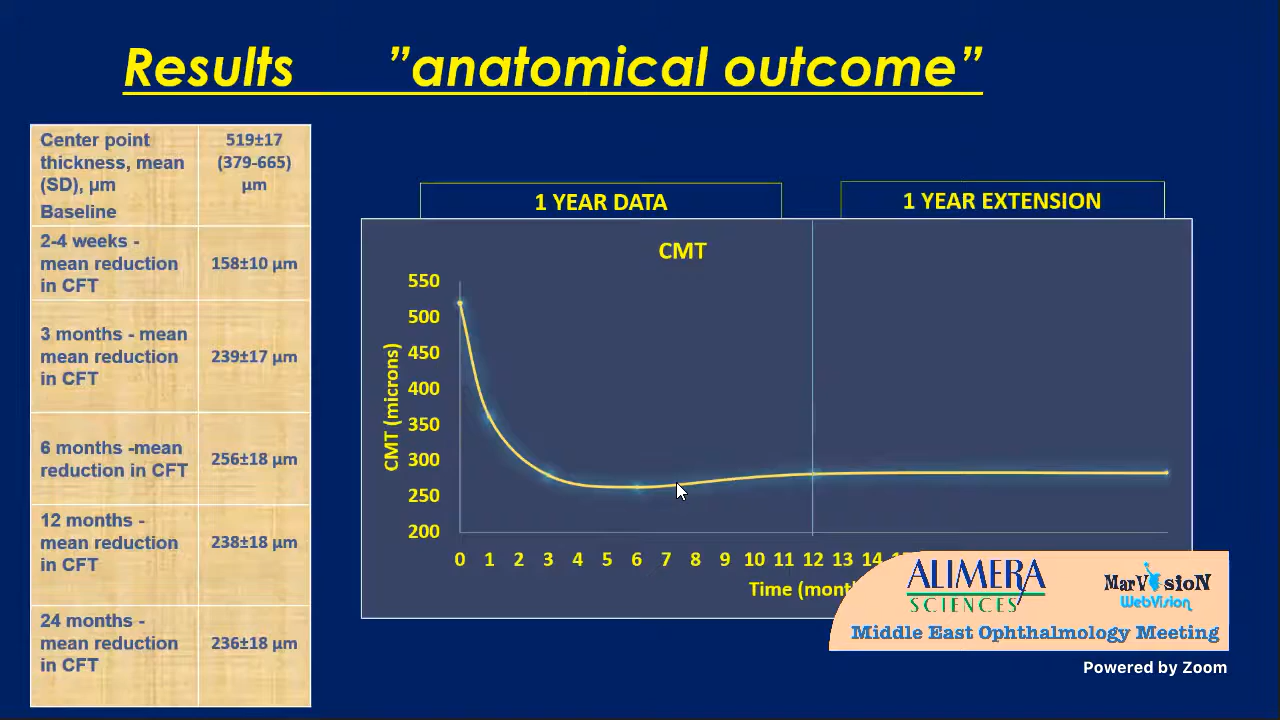 Results ”anatomical outcome”
Center point
thickness, mean
(SD), µm
Baseline
519±17
(379-665)
µm
2-4 weeks -
mean reduction
in CFT
158±10 µm
3 months - mean
mean reduction
in CFT
239±17 µm
6 months -mean
reduction in CFT
256±18 µm
12 months -
mean reduction
in CFT
238±18 µm
24 months -
mean reduction
in CFT
236±18 µm
1 YEAR DATA
1 YEAR EXTENSION
CMT
CMT (microns)
550
500
450
400
350
300
250
200
0 1 2 3 4 5 6 7 8 9 10 11 12 13 14
Time
ALIMERA
SCIENCES
MarVision
WebVision
Middle East Ophthalmology Meeting
Powered by Zoom